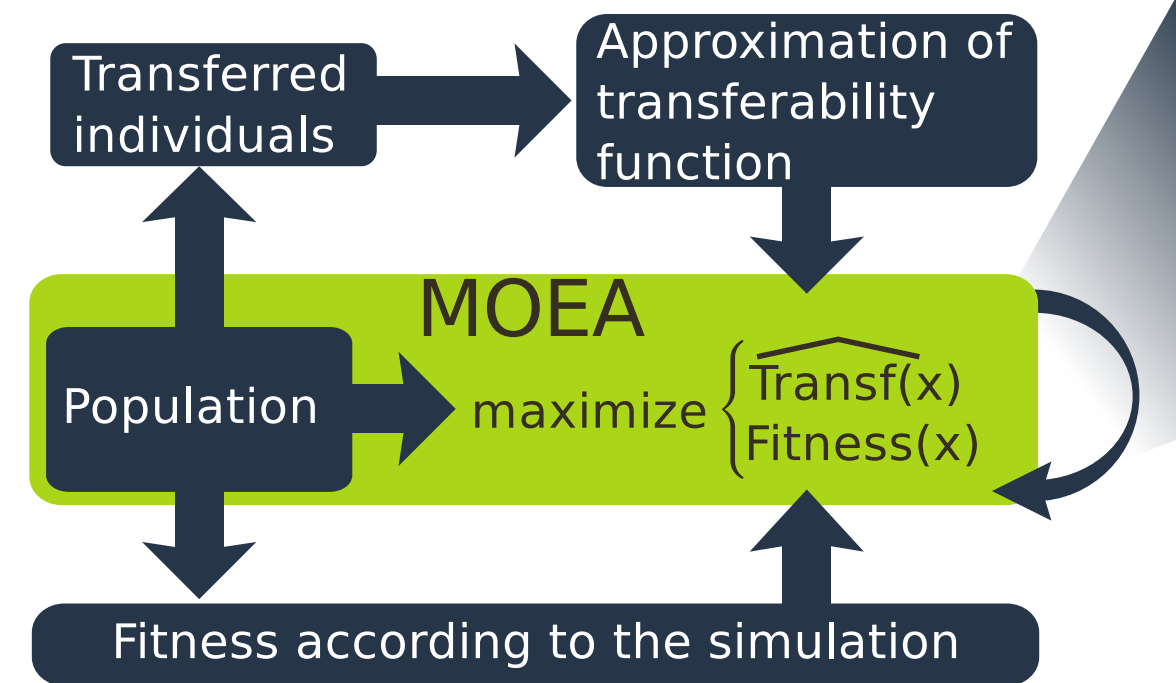 Transferred
individuals
Approximation of
transferability
function
MOEA
Population
maximize
Transf(x)
Fitness(x)
Fitness according to the simulation